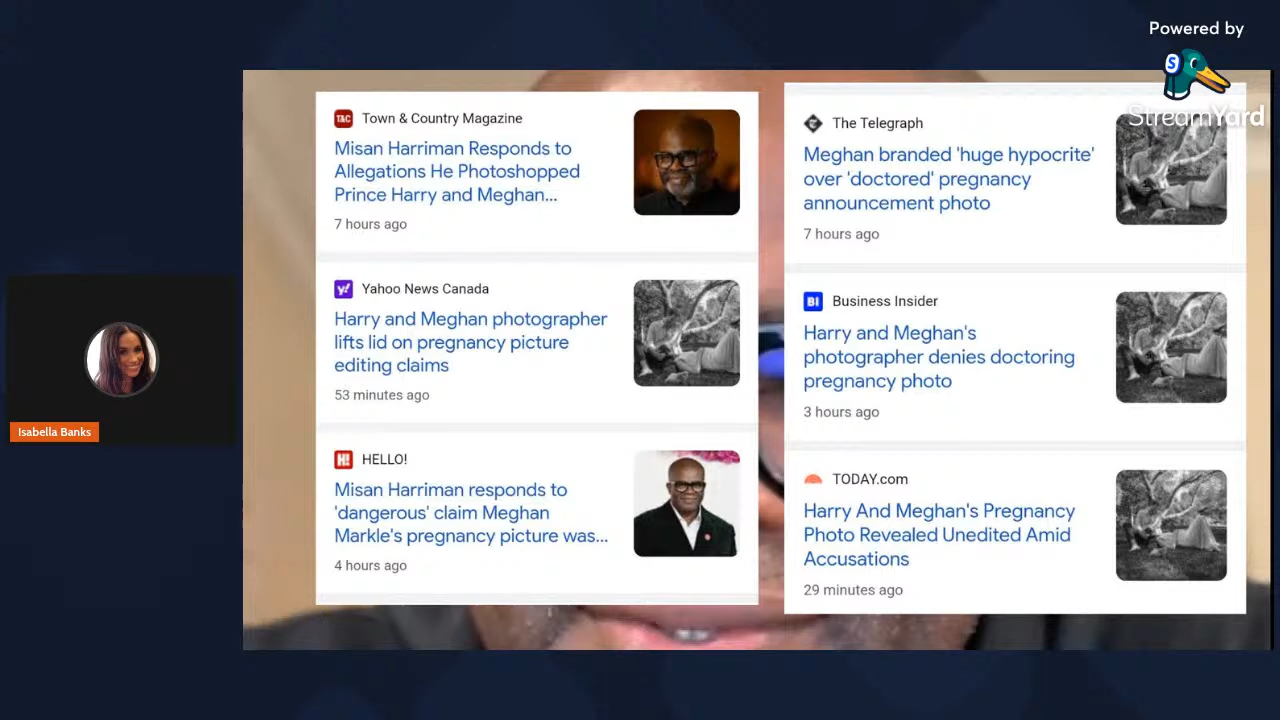 Powered by
StreamYard
T&C Town & Country Magazine
Misan Harriman Responds to
Allegations He Photoshopped
Prince Harry and Meghan...
7 hours ago
y! Yahoo News Canada
Harry and Meghan photographer
lifts lid on pregnancy picture
editing claims
53 minutes ago
H! HELLO!
Misan Harriman responds to
'dangerous' claim Meghan
Markle's pregnancy picture was...
4 hours ago
The Telegraph
Meghan branded 'huge hypocrite'
over 'doctored' pregnancy
announcement photo
7 hours ago
BI Business Insider
Harry and Meghan's
photographer denies doctoring
pregnancy photo
3 hours ago
TODAY.com
Harry And Meghan's Pregnancy
Photo Revealed Unedited Amid
Accusations
29 minutes ago
Isabella Banks